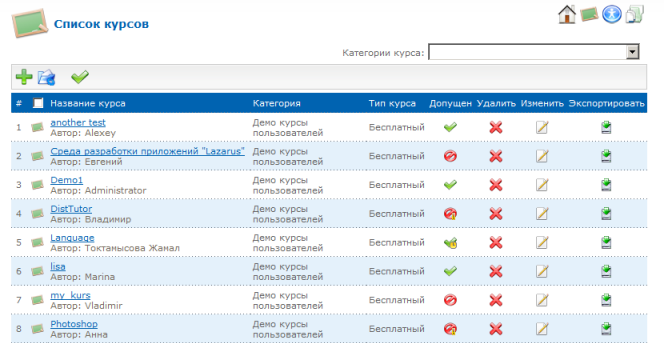 Список курсов
Категории курса:
# Название курса Категория Тип курса Допущен Удалить Изменить Экспортировать
1 another test Демо курсы Бесплатный
Автор: Alexey пользователей
2 Среда разработки приложений "Lazarus" Демо курсы Бесплатный
Автор: Евгений пользователей
3 Demo1 Демо курсы Бесплатный
Автор: Administrator пользователей
4 DistTutor Демо курсы Бесплатный
Автор: Владимир пользователей
5 Language Демо курсы Бесплатный
Автор: Токтанысова Жанал пользователей
6 lisa Демо курсы Бесплатный
Автор: Marina пользователей
7 my_kurs Демо курсы Бесплатный
Автор: Vladimir пользователей
8 Photoshop Демо курсы Бесплатный
Автор: Анна пользователей